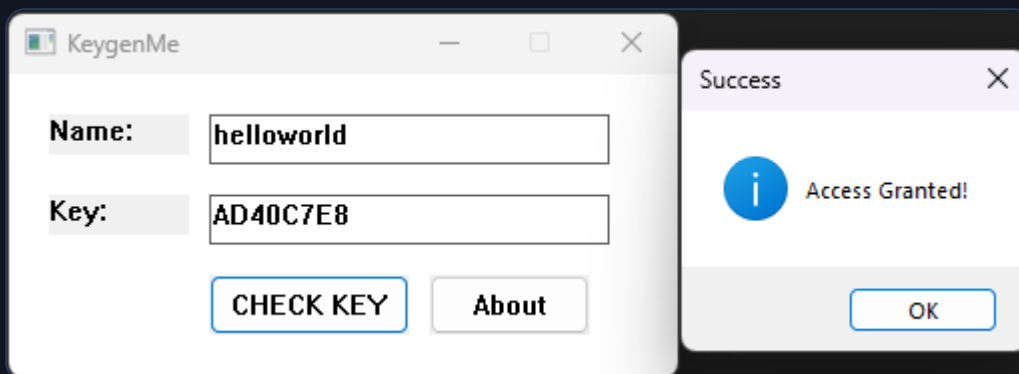 KeygenMe
Name:
helloworld
Key:
AD40C7E8
CHECK KEY
About
Success
Access Granted!
OK